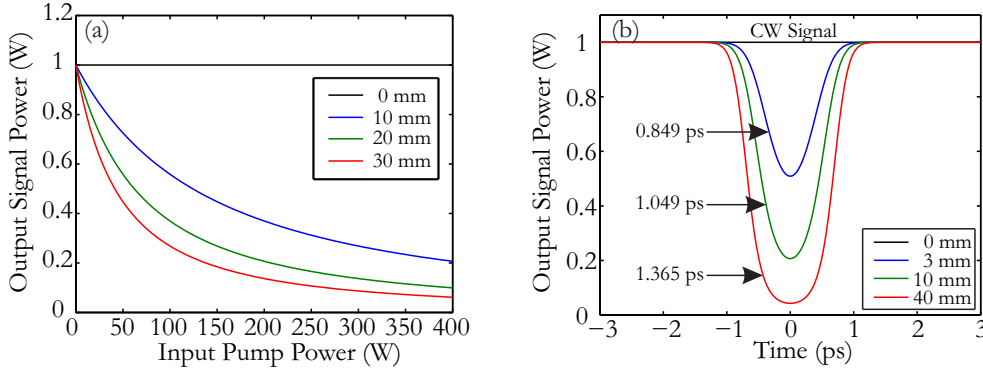 (a)
Output Signal Power (W)
1.2
1
0.8
0.6
0.4
0.2
0
0 mm
10 mm
20 mm
30 mm
0 50 100 150 200 250 300 350 400
Input Pump Power (W)
(b)
CW Signal
Output Signal Power (W)
1
0.8
0.6
0.4
0.2
0
0.849 ps
1.049 ps
1.365 ps
0 mm
3 mm
10 mm
40 mm
−3 −2 −1 0 1 2 3
Time (ps)